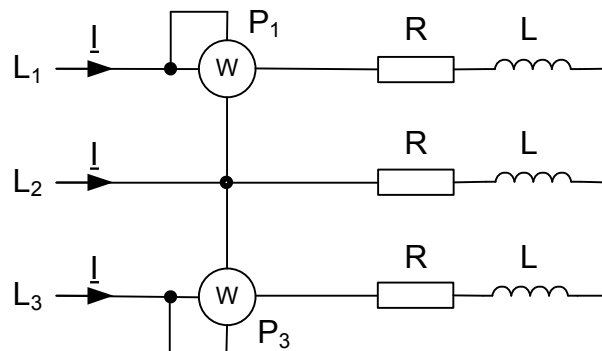 I P₁ R L
L₁ W
I R L
L₂
I R L
L₃ W
P₃